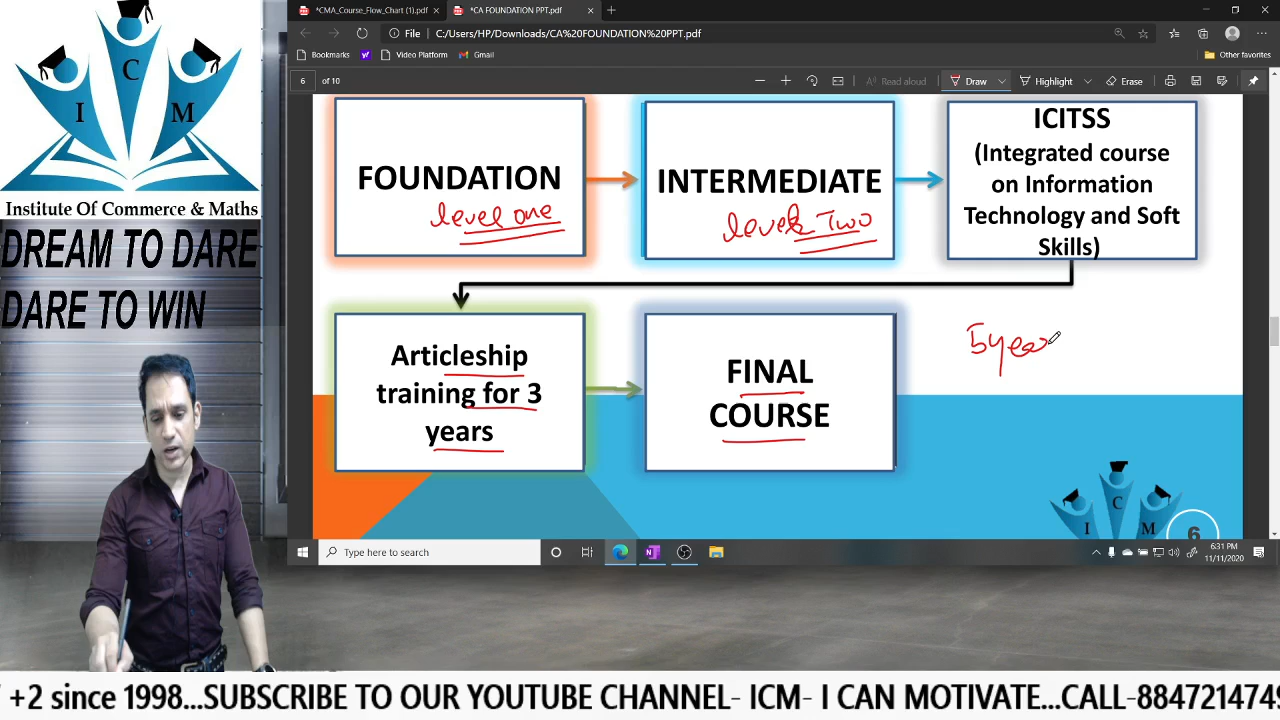 *CMA_Course_Flow_Chart (1).pdf
*CA FOUNDATION PPT.pdf
File C:/Users/HP/Downloads/CA%20FOUNDATION%20PPT.pdf
Bookmarks Video Platform Gmail Other favorites
6 of 10 Read aloud Draw Highlight Erase
I C M
Institute Of Commerce & Maths
DREAM TO DARE
DARE TO WIN
FOUNDATION
level one
INTERMEDIATE
level Two
ICITSS
(Integrated course
on Information
Technology and Soft
Skills)
Articleship
training for 3
years
FINAL
COURSE
5 year
I C M
6
Type here to search
6:31 PM
11/11/2020
+2 since 1998...SUBSCRIBE TO OUR YOUTUBE CHANNEL- ICM- I CAN MOTIVATE...CALL-884721474